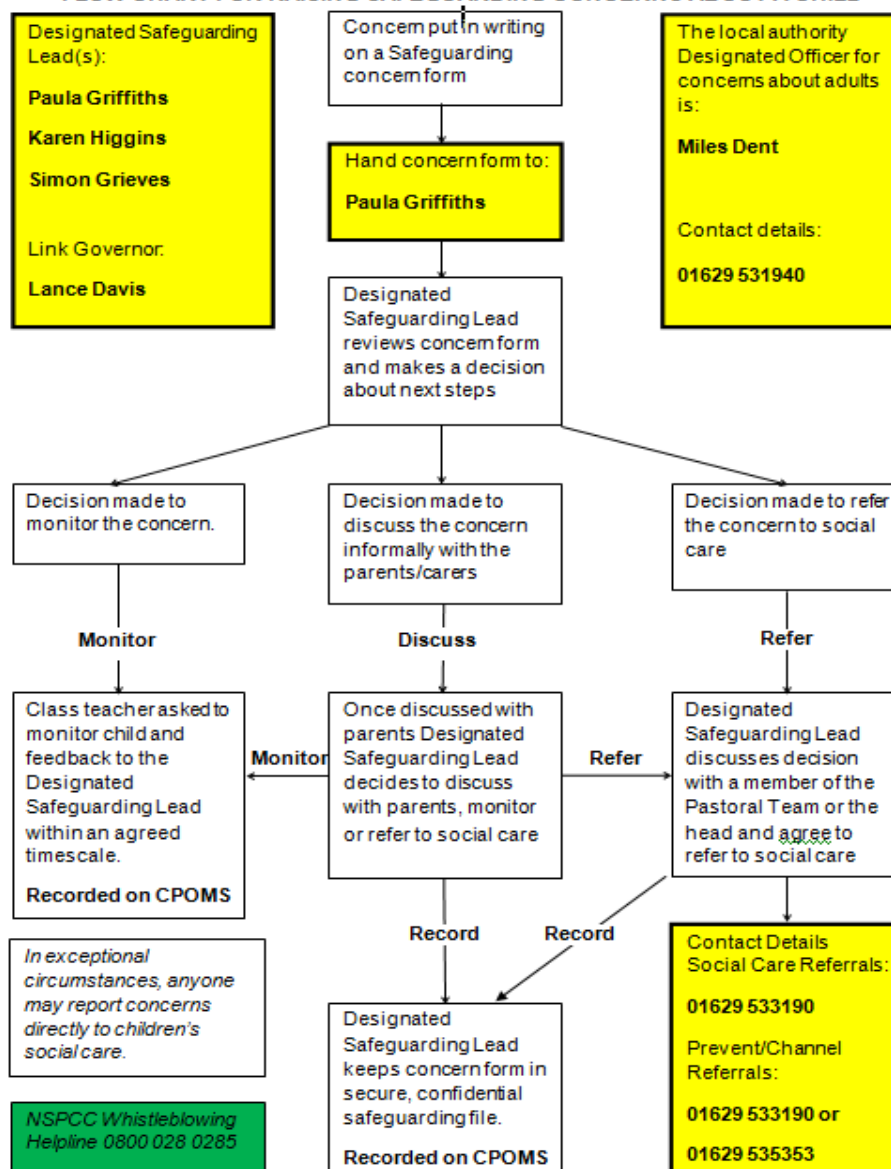 Designated Safeguarding
Lead(s):
Paula Griffiths
Karen Higgins
Simon Grieves
Link Governor:
Lance Davis
Concern put in writing
on a Safeguarding
concern form
The local authority
Designated Officer for
concerns about adults
is:
Miles Dent
Contact details:
01629 531940
Hand concern form to:
Paula Griffiths
Designated
Safeguarding Lead
reviews concern form
and makes a decision
about next steps
Decision made to
monitor the concern.
Decision made to
discuss the concern
informally with the
parents/carers
Decision made to refer
the concern to social
care
Monitor
Discuss
Refer
Class teacher asked to
monitor child and
feedback to the
Designated
Safeguarding Lead
within an agreed
timescale.
Recorded on CPOMS
Monitor
Once discussed with
parents Designated
Safeguarding Lead
decides to discuss
with parents, monitor
or refer to social care
Refer
Designated
Safeguarding Lead
discusses decision
with a member of the
Pastoral Team or the
head and agree to
refer to social care
Record
Record
In exceptional
circumstances, anyone
may report concerns
directly to children's
social care.
Designated
Safeguarding Lead
keeps concern form in
secure, confidential
safeguarding file.
Recorded on CPOMS
Contact Details
Social Care Referrals:
01629 533190
Prevent/Channel
Referrals:
01629 533190 or
01629 535353
NSPCC Whistleblowing
Helpline 0800 028 0285